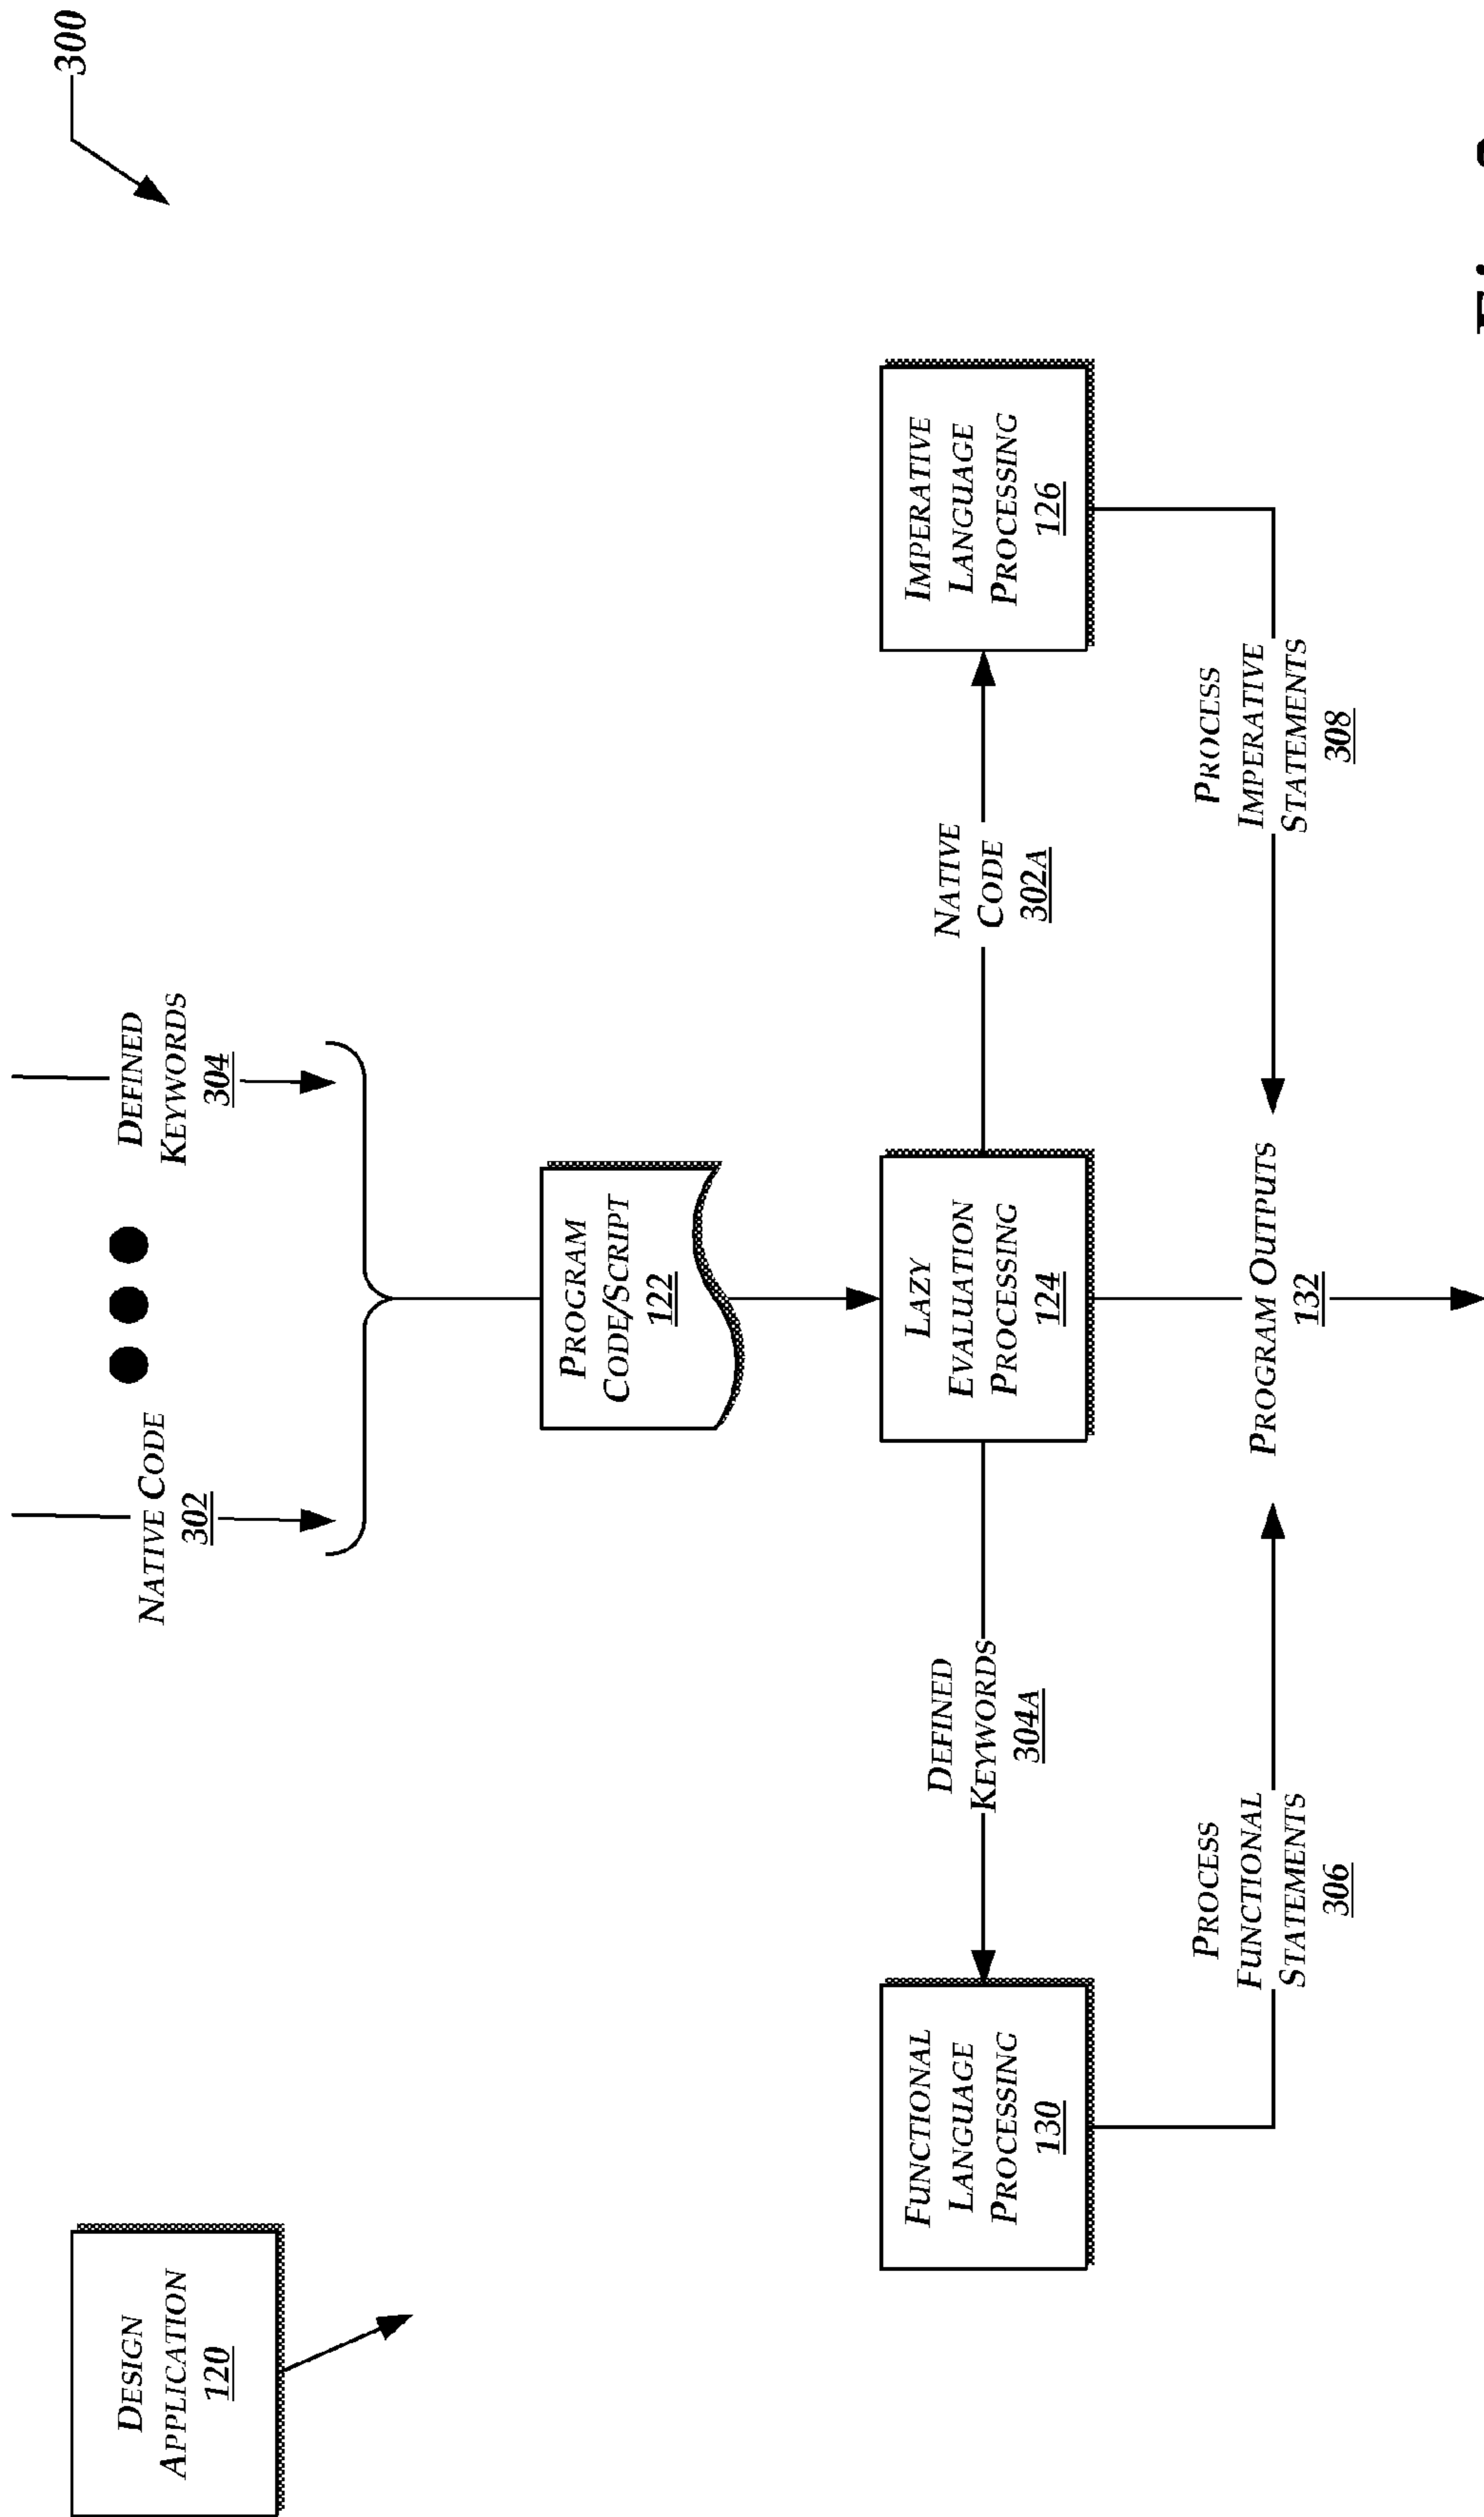 300
DESIGN
APPLICATION
120
NATIVE CODE
302
DEFINED
KEYWORDS
304
PROGRAM
CODE/SCRIPT
122
FUNCTIONAL
LANGUAGE
PROCESSING
130
DEFINED
KEYWORDS
304A
LAZY
EVALUATION
PROCESSING
124
NATIVE
CODE
302A
IMPERATIVE
LANGUAGE
PROCESSING
126
PROCESS
FUNCTIONAL
STATEMENTS
306
PROGRAM OUTPUTS
132
PROCESS
IMPERATIVE
STATEMENTS
308